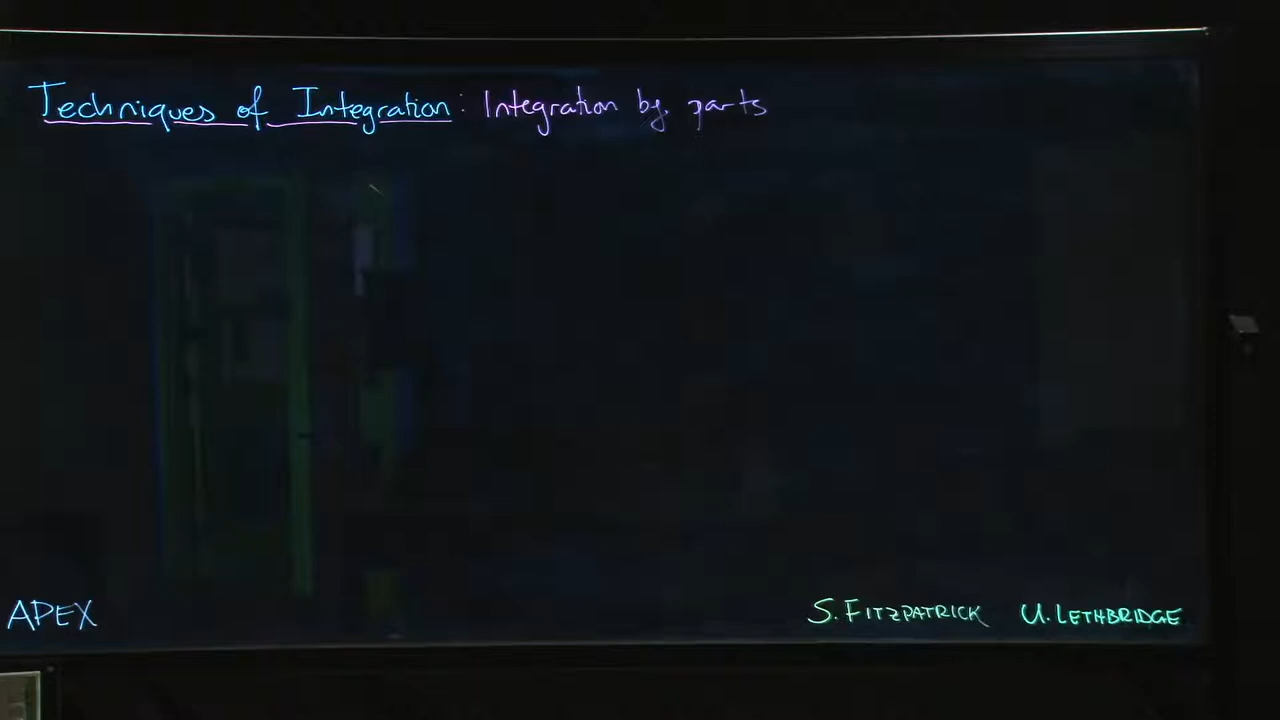 Techniques of Integration: Integration by parts
APEX
S. FITZPATRICK U. LETHBRIDGE